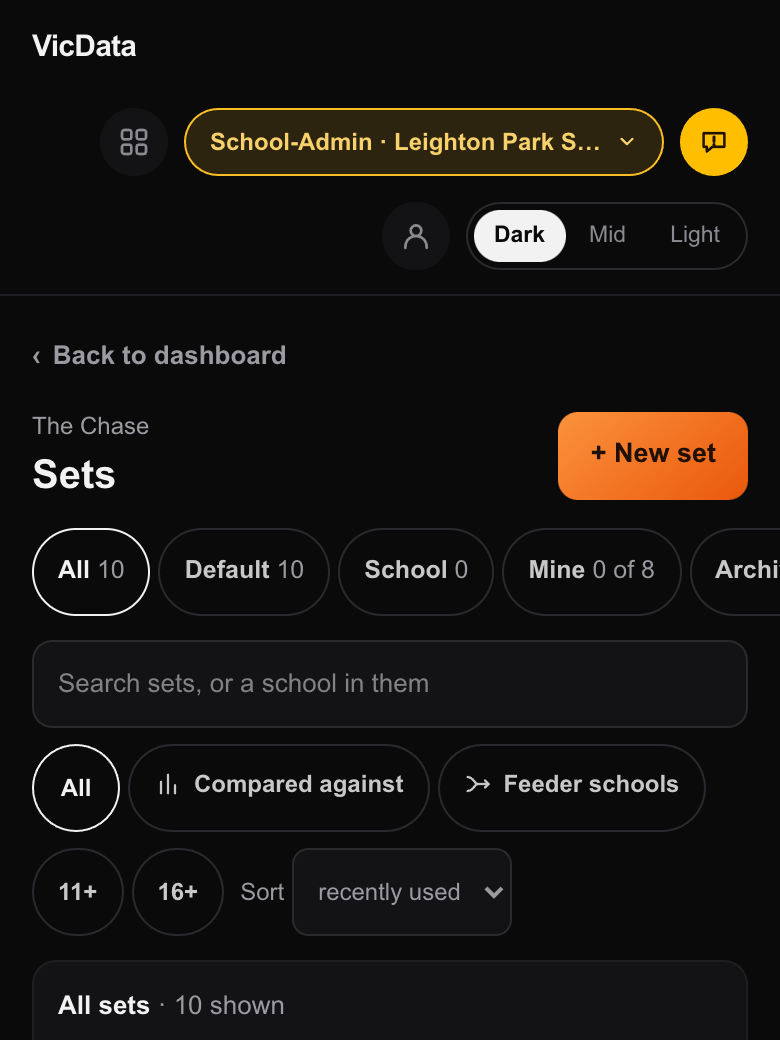 VicData
School-Admin · Leighton Park S...
Dark Mid Light
‹ Back to dashboard
The Chase
Sets
+ New set
All 10 Default 10 School 0 Mine 0 of 8 Archi
Search sets, or a school in them
All Compared against Feeder schools
11+ 16+ Sort recently used
All sets · 10 shown